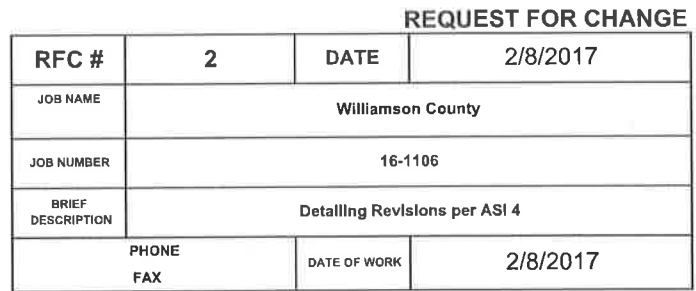 REQUEST FOR CHANGE
RFC # 2 DATE 2/8/2017
JOB NAME Williamson County
JOB NUMBER 16-1106
BRIEF DESCRIPTION Detailing Revisions per ASI 4
PHONE
FAX
DATE OF WORK 2/8/2017